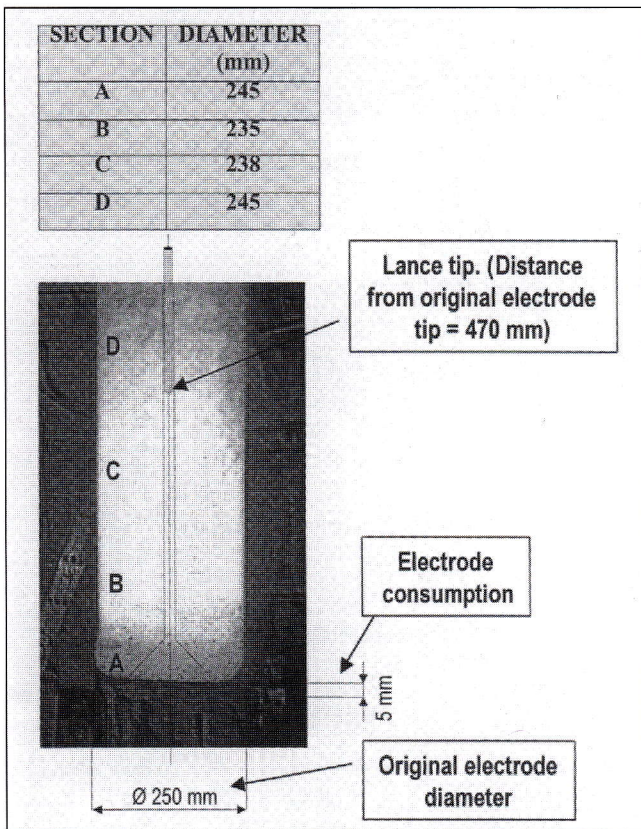 SECTION DIAMETER
(mm)
A 245
B 235
C 238
D 245
Lance tip. (Distance
from original electrode
tip = 470 mm)
D
C
B
A
Electrode
consumption
5 mm
Original electrode
diameter
Ø 250 mm